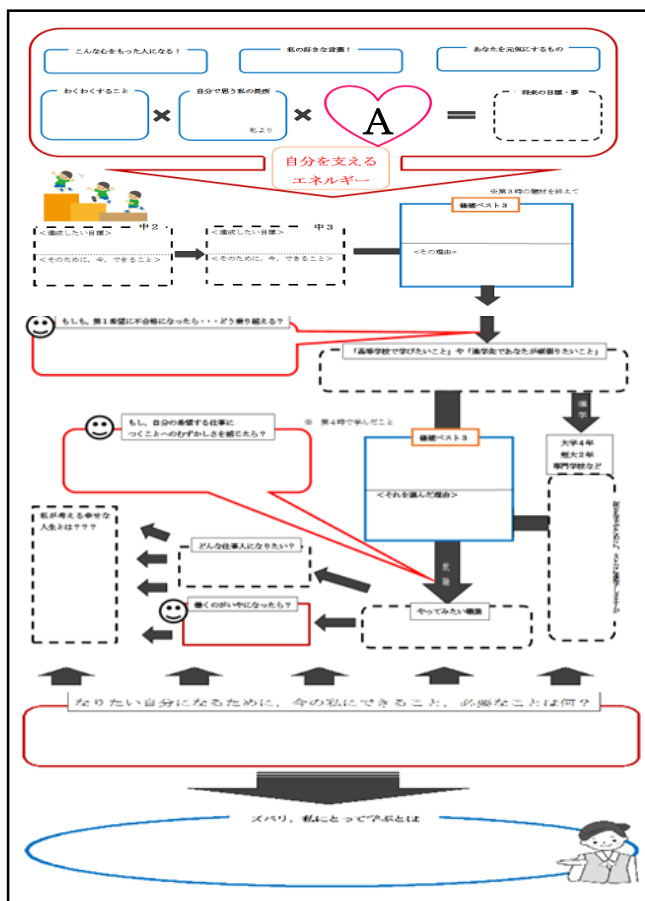 こんな心をもった人になる！
私の好きな言葉！
あなたを元気にするもの
わくわくすること
自分で思う私の長所
私より
×
×
A
＝
将来の目標・夢
自分を支える
エネルギー
※第３時の題材を終えて
中２
＜達成したい目標＞
＜そのために，今，できること＞
中３
＜達成したい目標＞
＜そのために，今，できること＞
価値ベスト３
＜その理由＞
もしも，第１希望に不合格になったら・・・どう乗り越える？
「高等学校で学びたいこと」や「進学先であなたが頑張りたいこと」
進学
もし，自分の希望する仕事に
つくことへのむずかしさを感じたら？
※ 第４時で学んだこと
価値ベスト３
＜それを選んだ理由＞
大学４年
短大２年
専門学校など
私が考える幸せな
人生とは？？？
どんな仕事人になりたい？
就職
働くのがいやになったら？
やってみたい職業
なりたい自分になるために，今の私にできること，必要なことは何？
ズバリ，私にとって学ぶとは